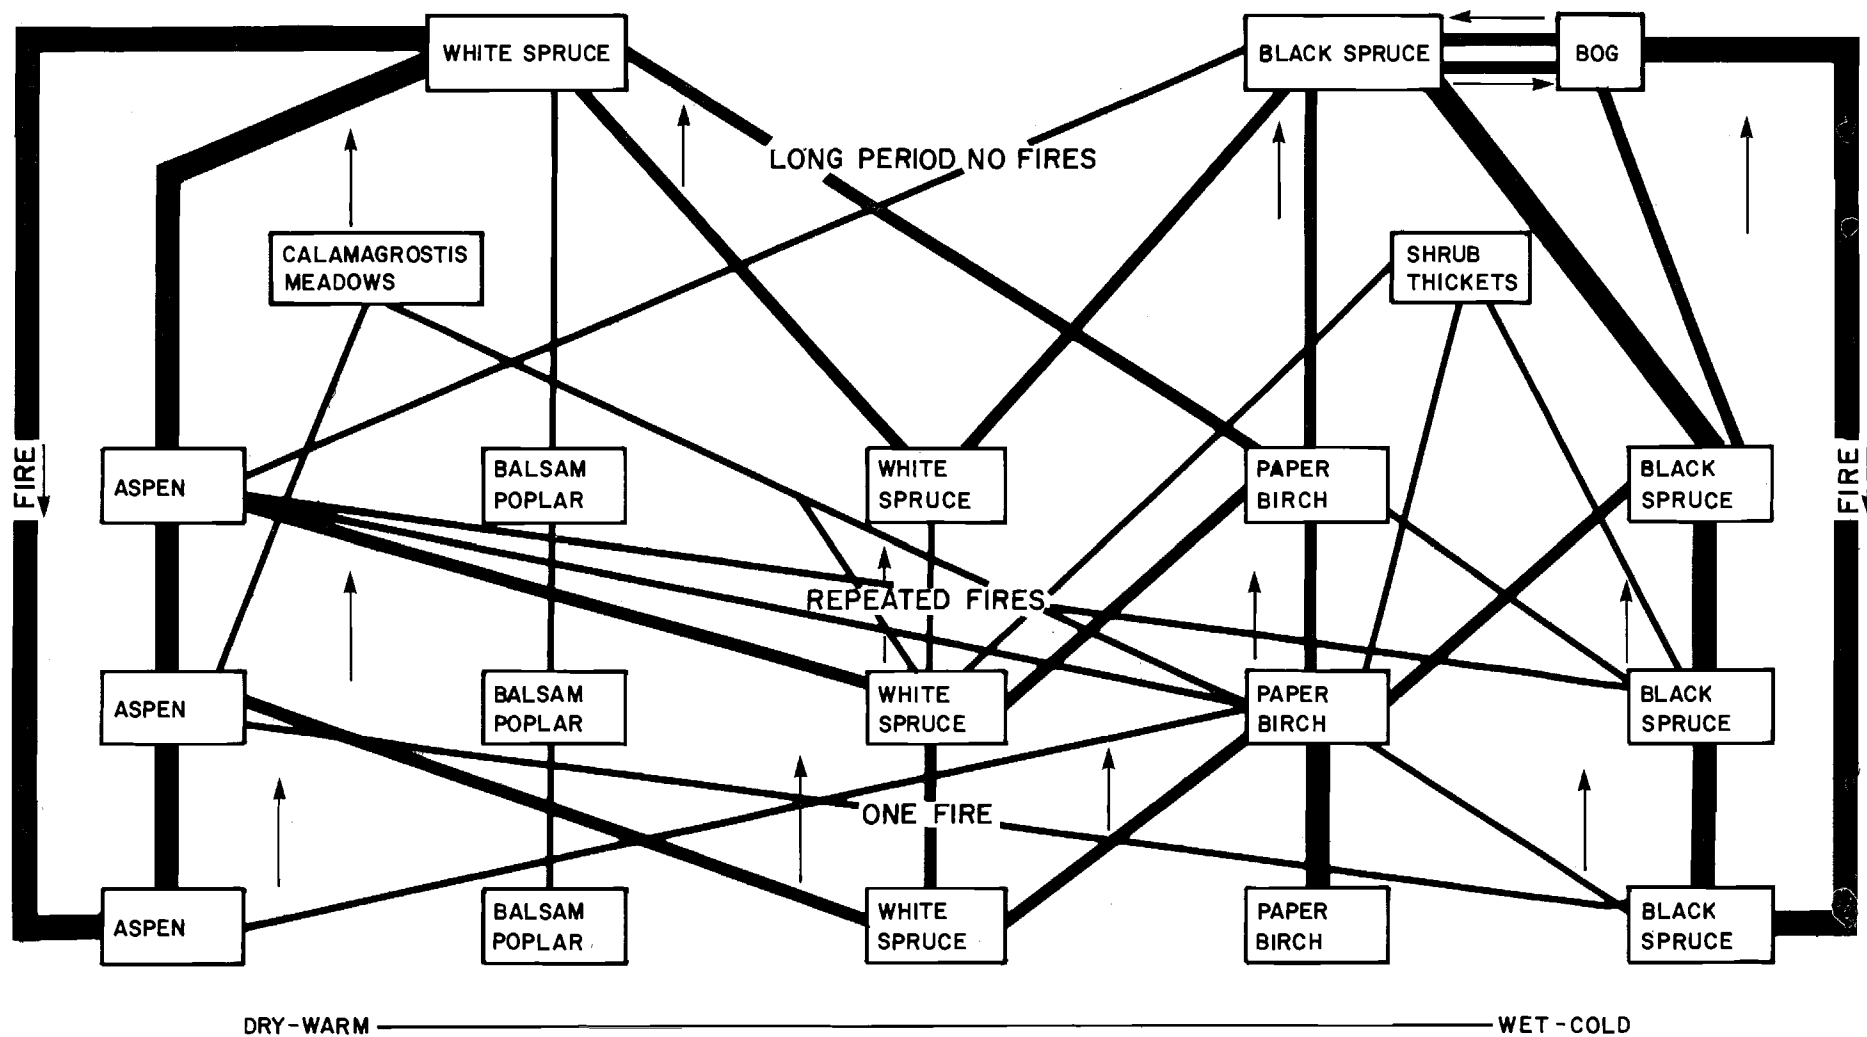 WHITE SPRUCE
BLACK SPRUCE
BOG
LONG PERIOD NO FIRES
CALAMAGROSTIS
MEADOWS
SHRUB
THICKETS
FIRE
FIRE
ASPEN
BALSAM
POPLAR
WHITE
SPRUCE
PAPER
BIRCH
BLACK
SPRUCE
REPEATED FIRES
ASPEN
BALSAM
POPLAR
WHITE
SPRUCE
PAPER
BIRCH
BLACK
SPRUCE
ONE FIRE
ASPEN
BALSAM
POPLAR
WHITE
SPRUCE
PAPER
BIRCH
BLACK
SPRUCE
DRY-WARM
WET-COLD